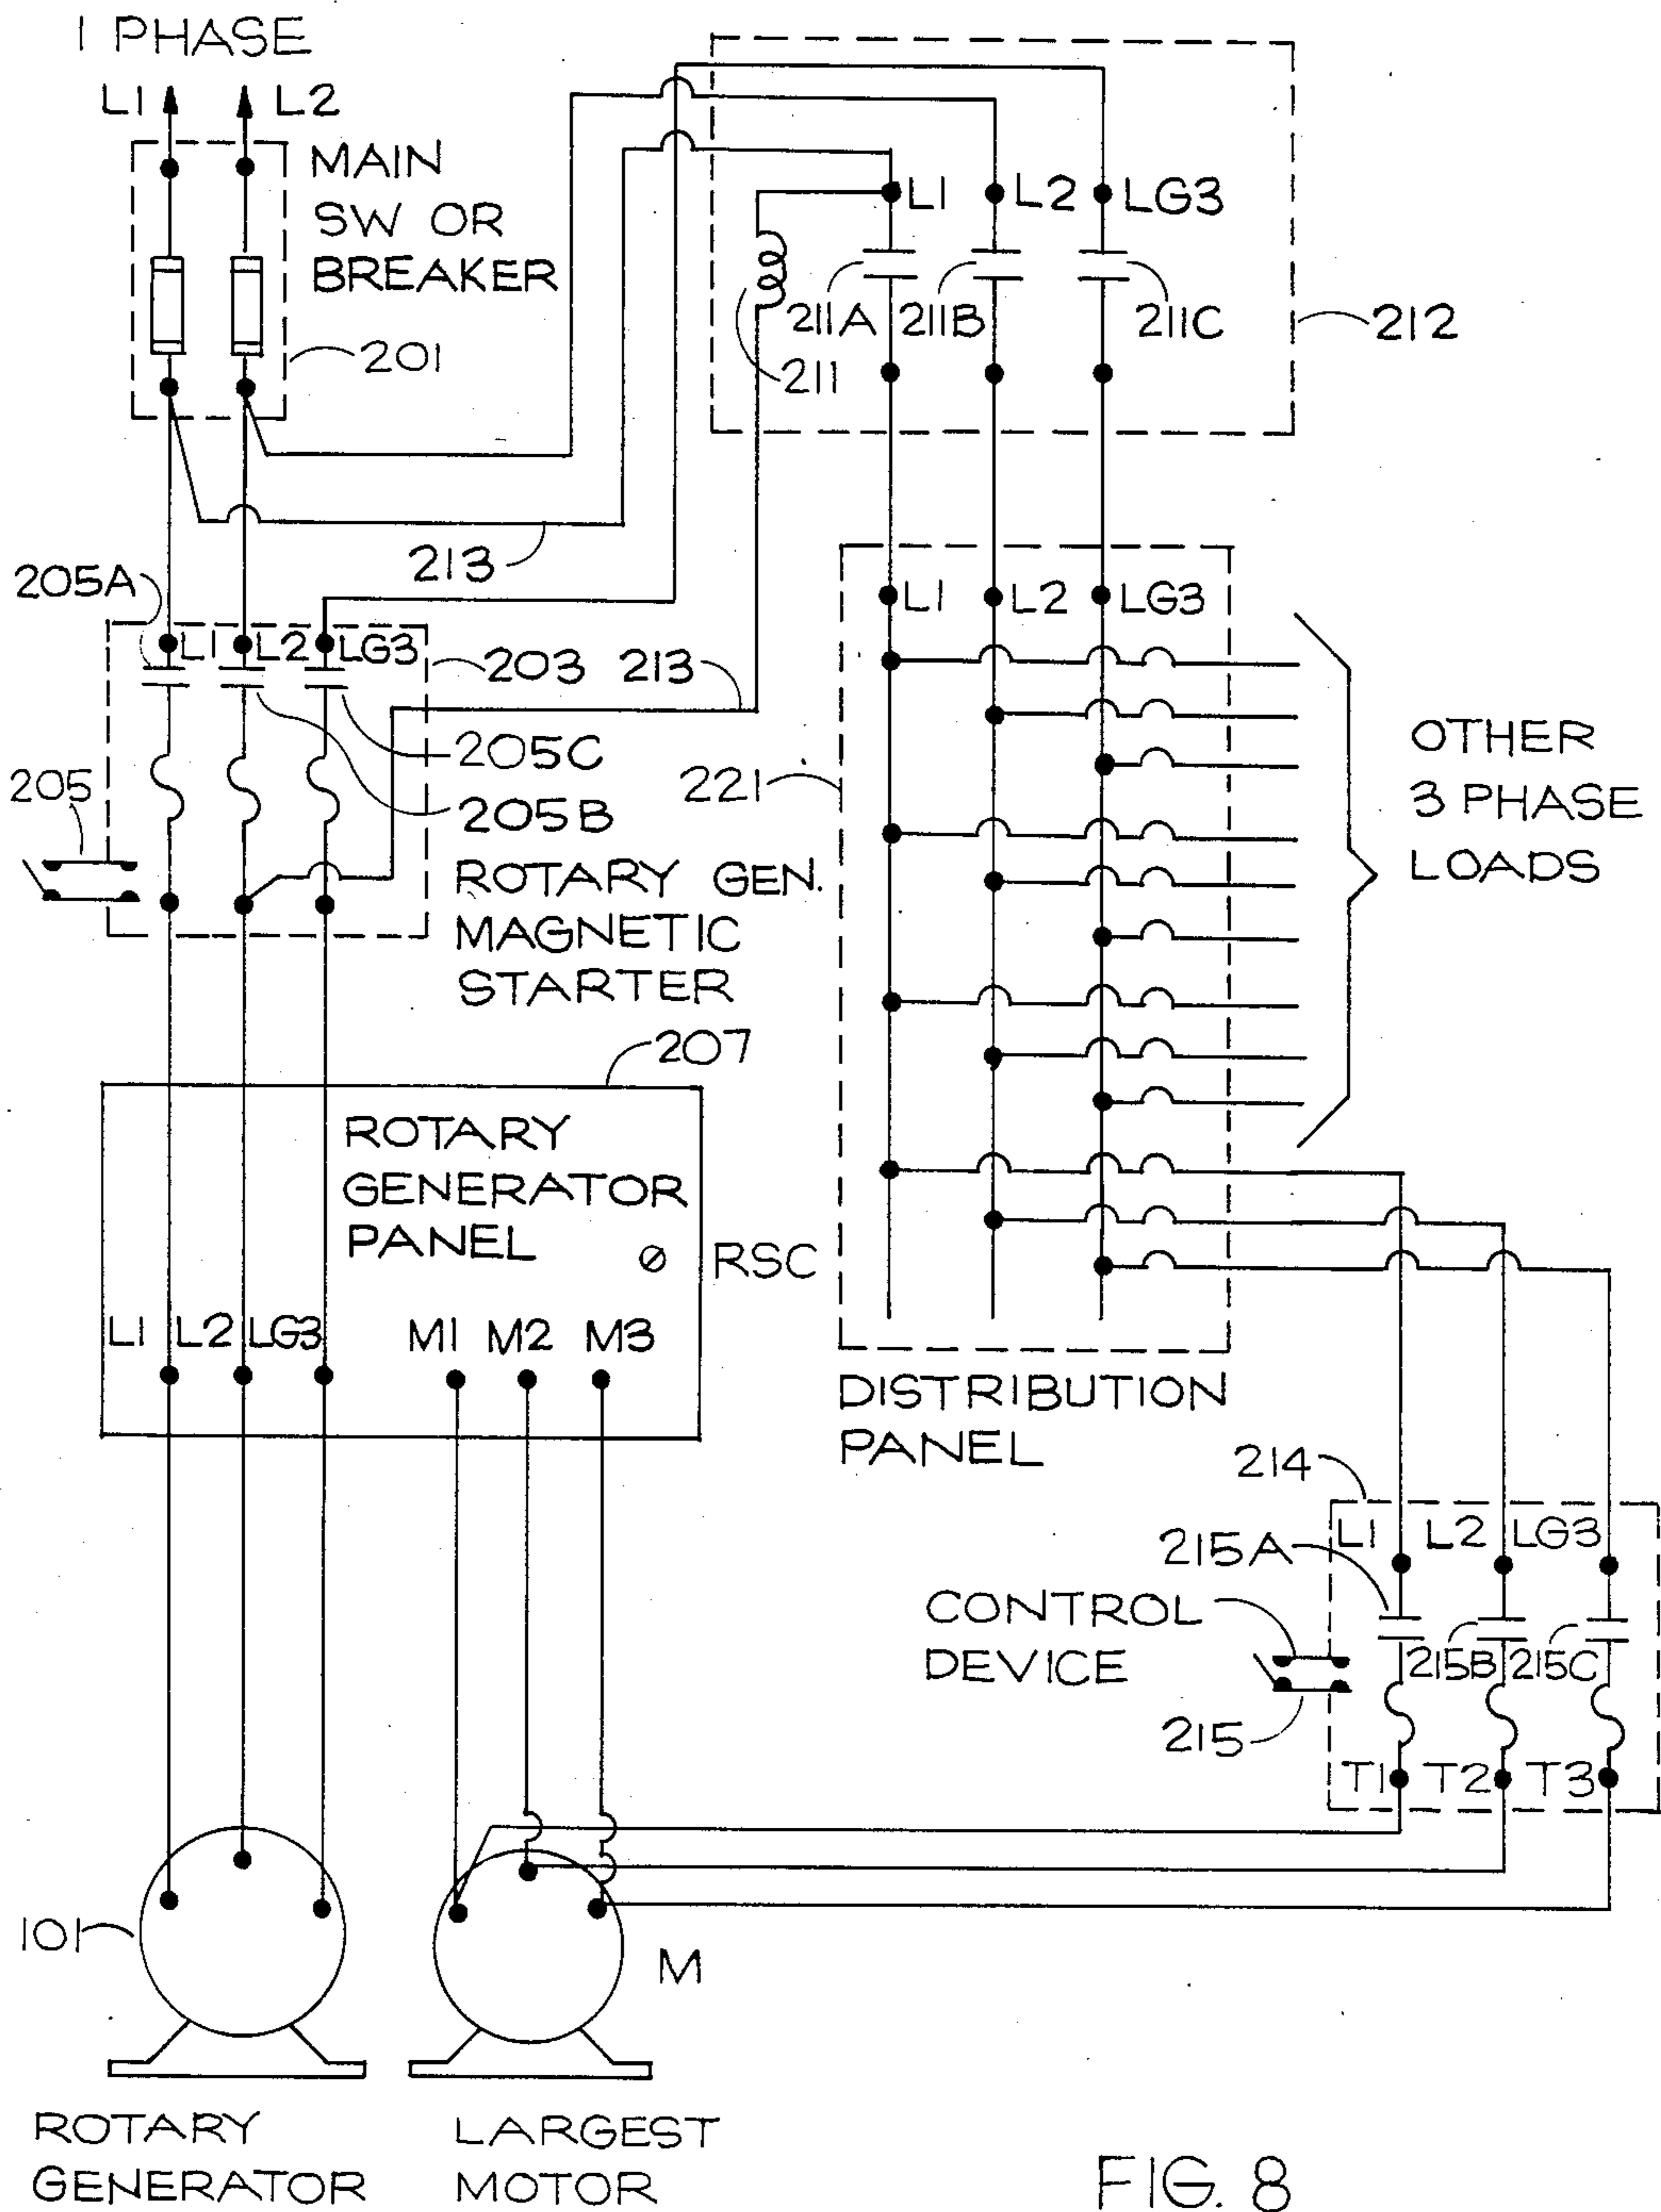 1 PHASE
L1 L2
MAIN
SW OR
BREAKER
201
L1 L2 LG3
211A 211B 211C
211
212
213
205A
L1 L2 LG3
203
213
205C
205B
205
ROTARY GEN.
MAGNETIC
STARTER
L1 L2 LG3
221
OTHER
3 PHASE
LOADS
207
ROTARY
GENERATOR
PANEL
RSC
L1 L2 LG3 M1 M2 M3
DISTRIBUTION
PANEL
214
L1 L2 LG3
215A
CONTROL
DEVICE
215B 215C
215
T1 T2 T3
101
M
ROTARY
GENERATOR
LARGEST
MOTOR
FIG. 8